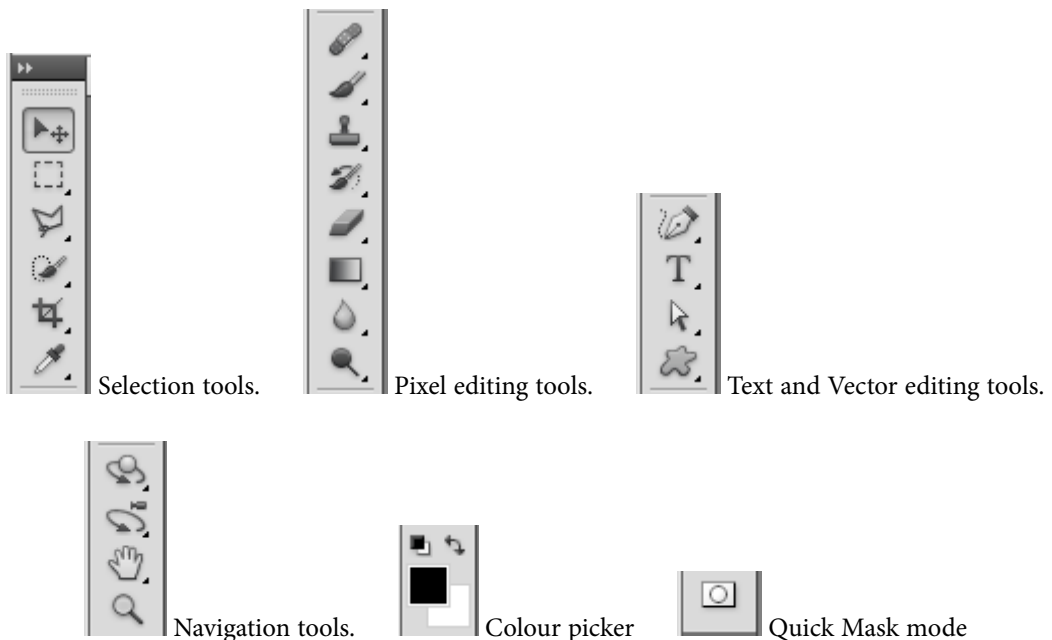 Selection tools.
Pixel editing tools.
Text and Vector editing tools.
Navigation tools.
Colour picker
Quick Mask mode